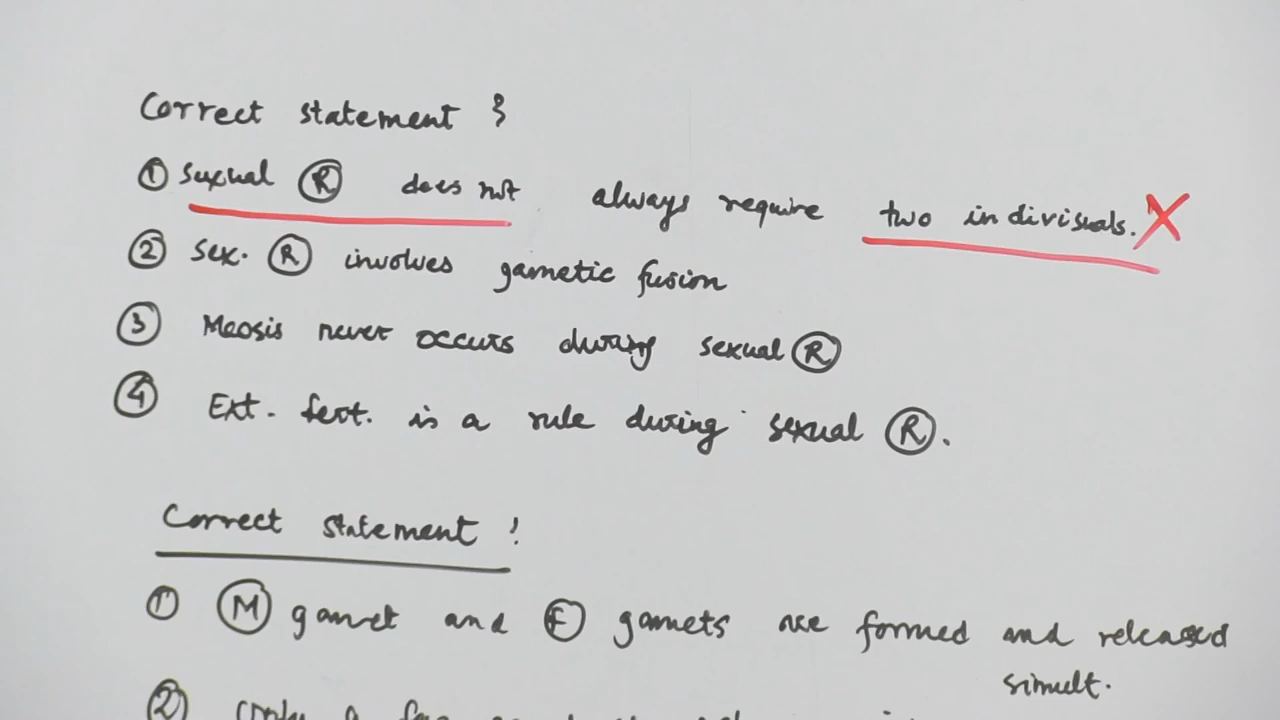 Correct statement ?
① Sexual Ⓡ does not always require two indivisuals. X
② Sex. Ⓡ involves gametic fusion
③ Meosis never occurs during sexual Ⓡ
④ Ext. fert. is a rule during sexual Ⓡ.
Correct statement !
① Ⓜ gamet and Ⓕ gamets are formed and released
simult.
②